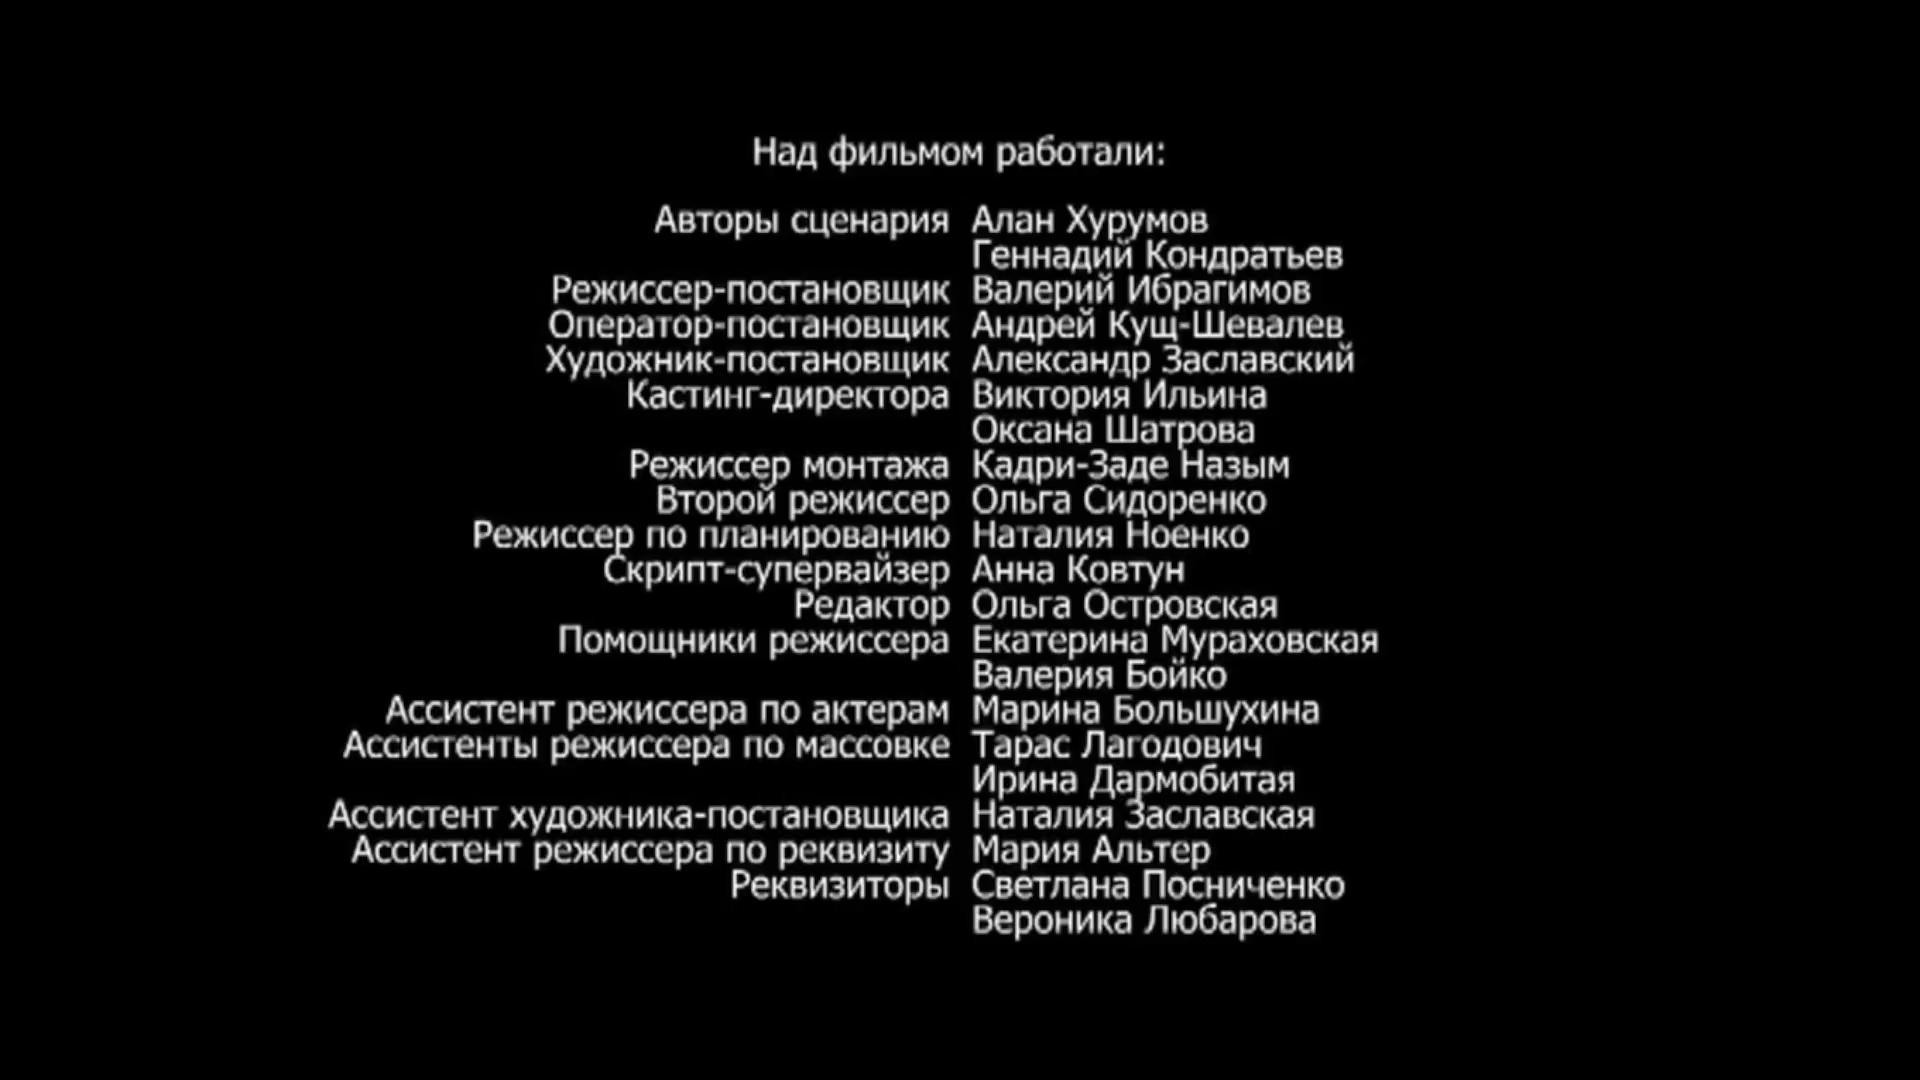 Над фильмом работали:
Авторы сценария Алан Хурумов
Геннадий Кондратьев
Режиссер-постановщик Валерий Ибрагимов
Оператор-постановщик Андрей Кущ-Шевалев
Художник-постановщик Александр Заславский
Кастинг-директора Виктория Ильина
Оксана Шатрова
Режиссер монтажа Кадри-Заде Назым
Второй режиссер Ольга Сидоренко
Режиссер по планированию Наталия Ноенко
Скрипт-супервайзер Анна Ковтун
Редактор Ольга Островская
Помощники режиссера Екатерина Мураховская
Валерия Бойко
Ассистент режиссера по актерам Марина Большухина
Ассистенты режиссера по массовке Тарас Лагодович
Ирина Дармобитая
Ассистент художника-постановщика Наталия Заславская
Ассистент режиссера по реквизиту Мария Альтер
Реквизиторы Светлана Посниченко
Вероника Любарова